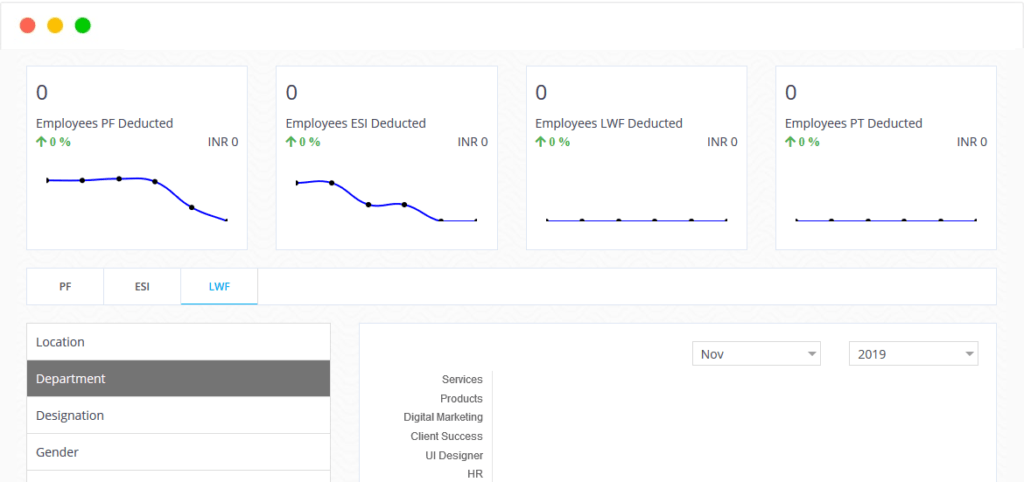 0
Employees PF Deducted
0 %
INR 0
0
Employees ESI Deducted
0 %
INR 0
0
Employees LWF Deducted
0 %
INR 0
0
Employees PT Deducted
0 %
INR 0
PF
ESI
LWF
Location
Department
Designation
Gender
Nov
2019
Services
Products
Digital Marketing
Client Success
UI Designer
HR